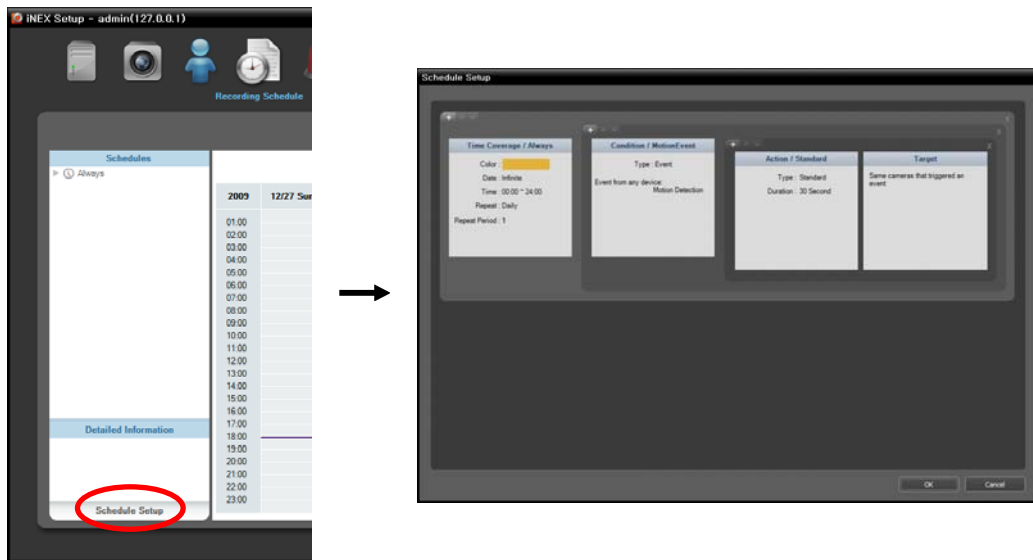 iNEX Setup - admin(127.0.0.1)
Recording Schedule
Schedules
Always
2009 12/27 Sun
01:00
02:00
03:00
04:00
05:00
06:00
07:00
08:00
09:00
10:00
11:00
12:00
13:00
14:00
15:00
16:00
17:00
18:00
19:00
20:00
21:00
22:00
23:00
Detailed Information
Schedule Setup
Schedule Setup
Time Coverage / Always
Color :
Date : Infinite
Time : 00:00 ~ 24:00
Repeat : Daily
Repeat Period : 1
Condition / MotionEvent
Type : Event
Event from any device:
Motion Detection
Action / Standard
Type : Standard
Duration : 30 Second
Target
Same cameras that triggered an
event
OK
Cancel